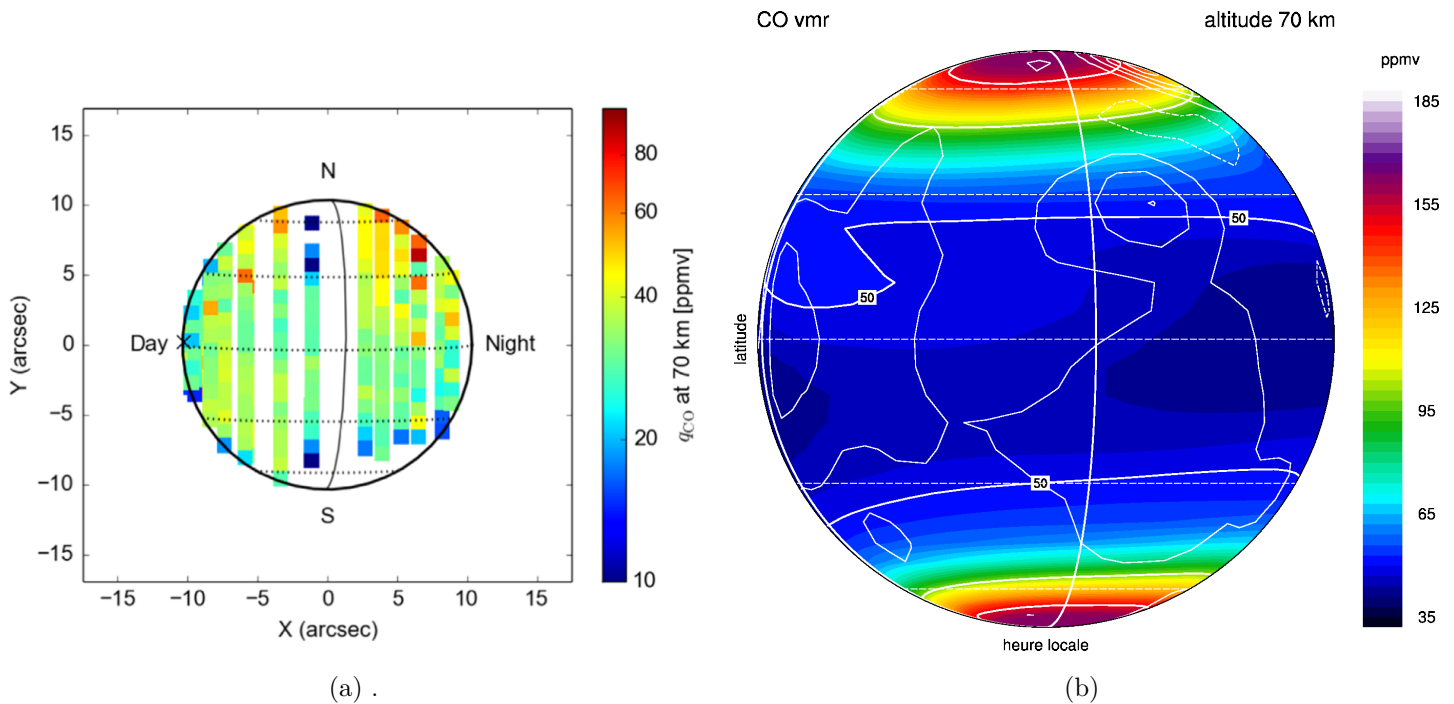 CO vmr altitude 70 km
ppmv
N
S
Day
Night
15
10
5
0
−5
−10
−15
−15 −10 −5 0 5 10 15
X (arcsec)
Y (arcsec)
80
60
40
20
10
qCO at 70 km [ppmv]
50
50
50
latitude
heure locale
185
155
125
95
65
35
(a) .
(b)